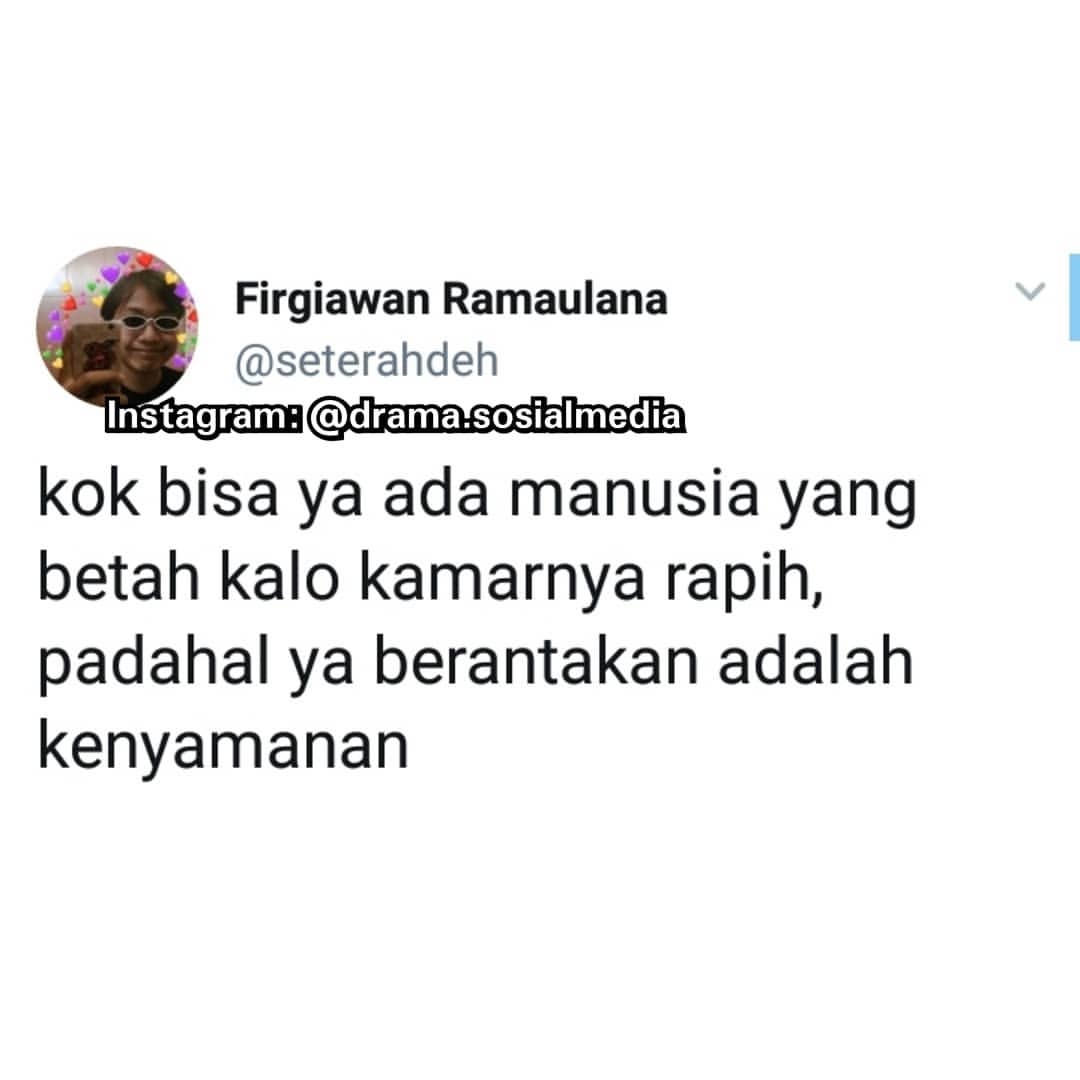 Firgiawan Ramaulana
@seterahdeh
Instagram: @drama.sosialmedia
kok bisa ya ada manusia yang
betah kalo kamarnya rapih,
padahal ya berantakan adalah
kenyamanan